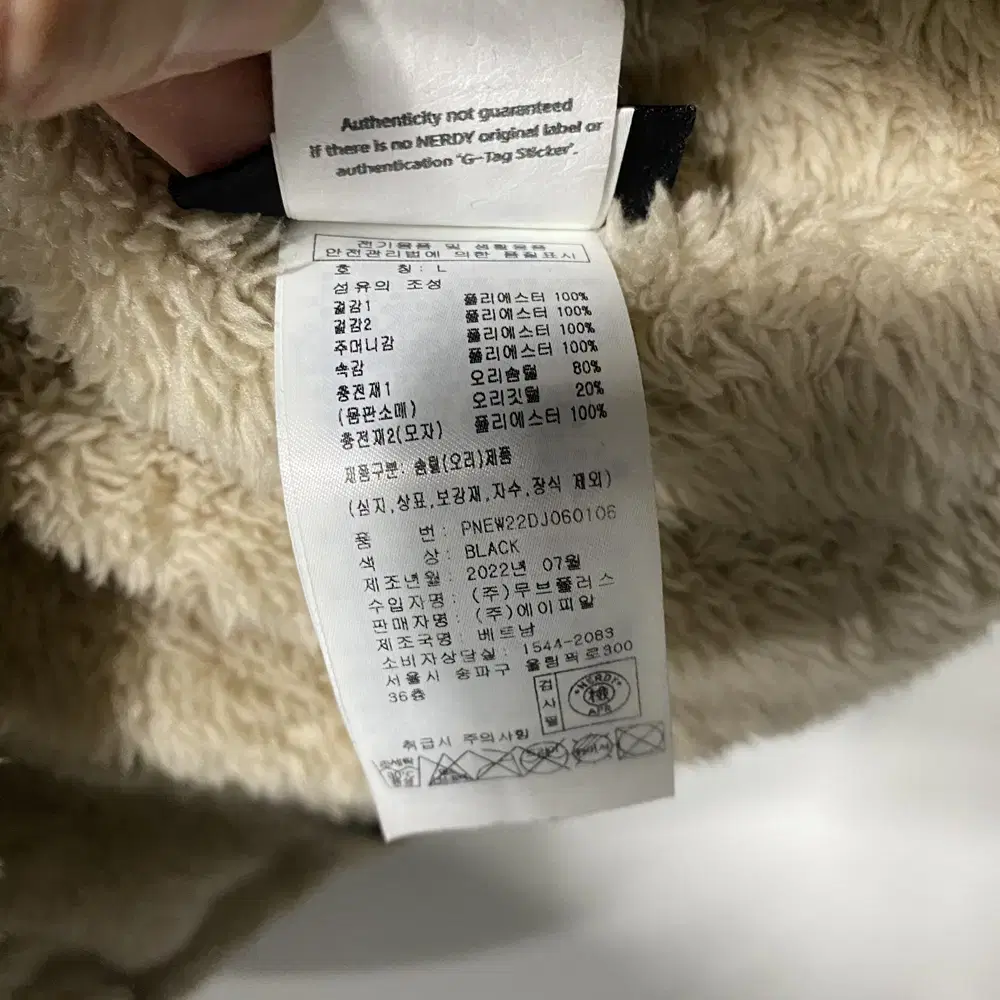 Authenticity not guaranteed
if there is no NERDY original label or
authentication "G-Tag Sticker".
전기용품 및 생활용품
안전관리법에 의한 품질표시
호 칭: L
섬유의 조성
겉감1 폴리에스터 100%
겉감2 폴리에스터 100%
주머니감 폴리에스터 100%
속감 폴리에스터 100%
충전재1 오리솜털 80%
(몸판소매) 오리깃털 20%
충전재2(모자) 폴리에스터 100%
제품구분: 솜털(오리)제품
(심지,상표,보강재,자수,장식 제외)
품 번: PNEW22DJ060106
색 상: BLACK
제조년월: 2022년 07월
수입자명: (주)무브플러스
판매자명: (주)에이피알
제조국명: 베트남
소비자상담실: 1544-2083
서울시 송파구 올림픽로300
36층
검사필
NERDY
APR
취급시 주의사항
손세탁
30℃
중성
드라이